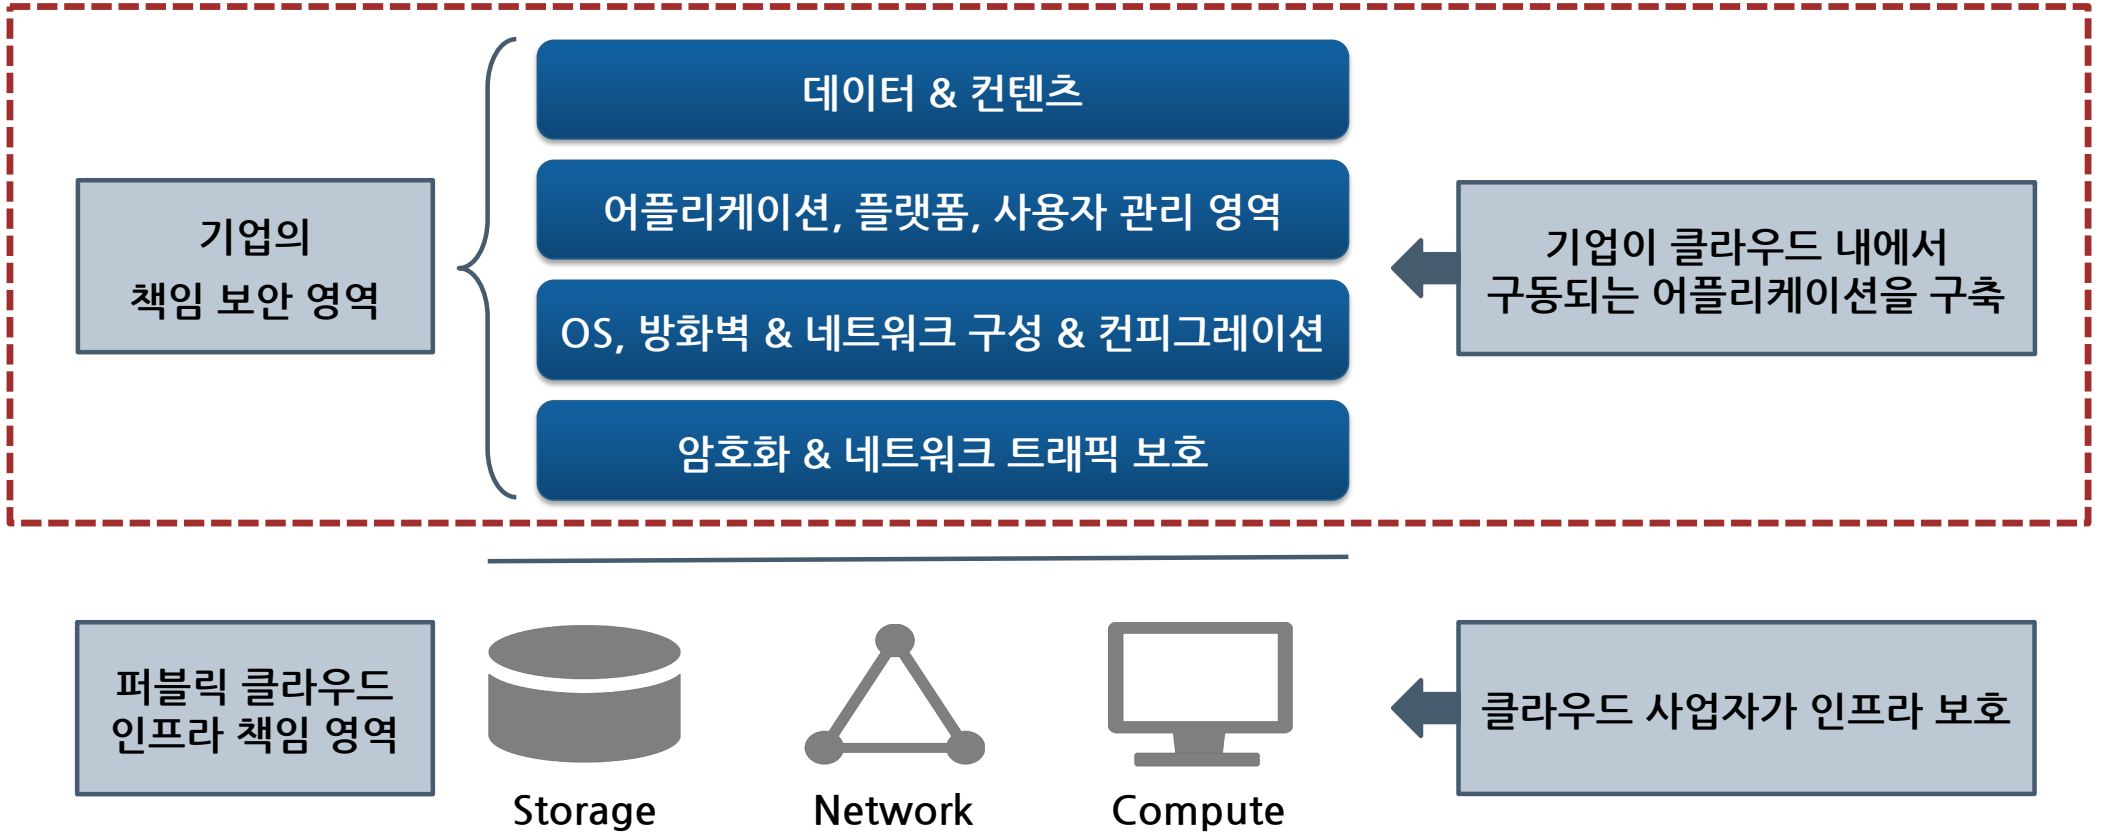 데이터 & 컨텐츠
어플리케이션, 플랫폼, 사용자 관리 영역
OS, 방화벽 & 네트워크 구성 & 컨피그레이션
암호화 & 네트워크 트래픽 보호
기업의
책임 보안 영역
기업이 클라우드 내에서
구동되는 어플리케이션을 구축
퍼블릭 클라우드
인프라 책임 영역
Storage
Network
Compute
클라우드 사업자가 인프라 보호